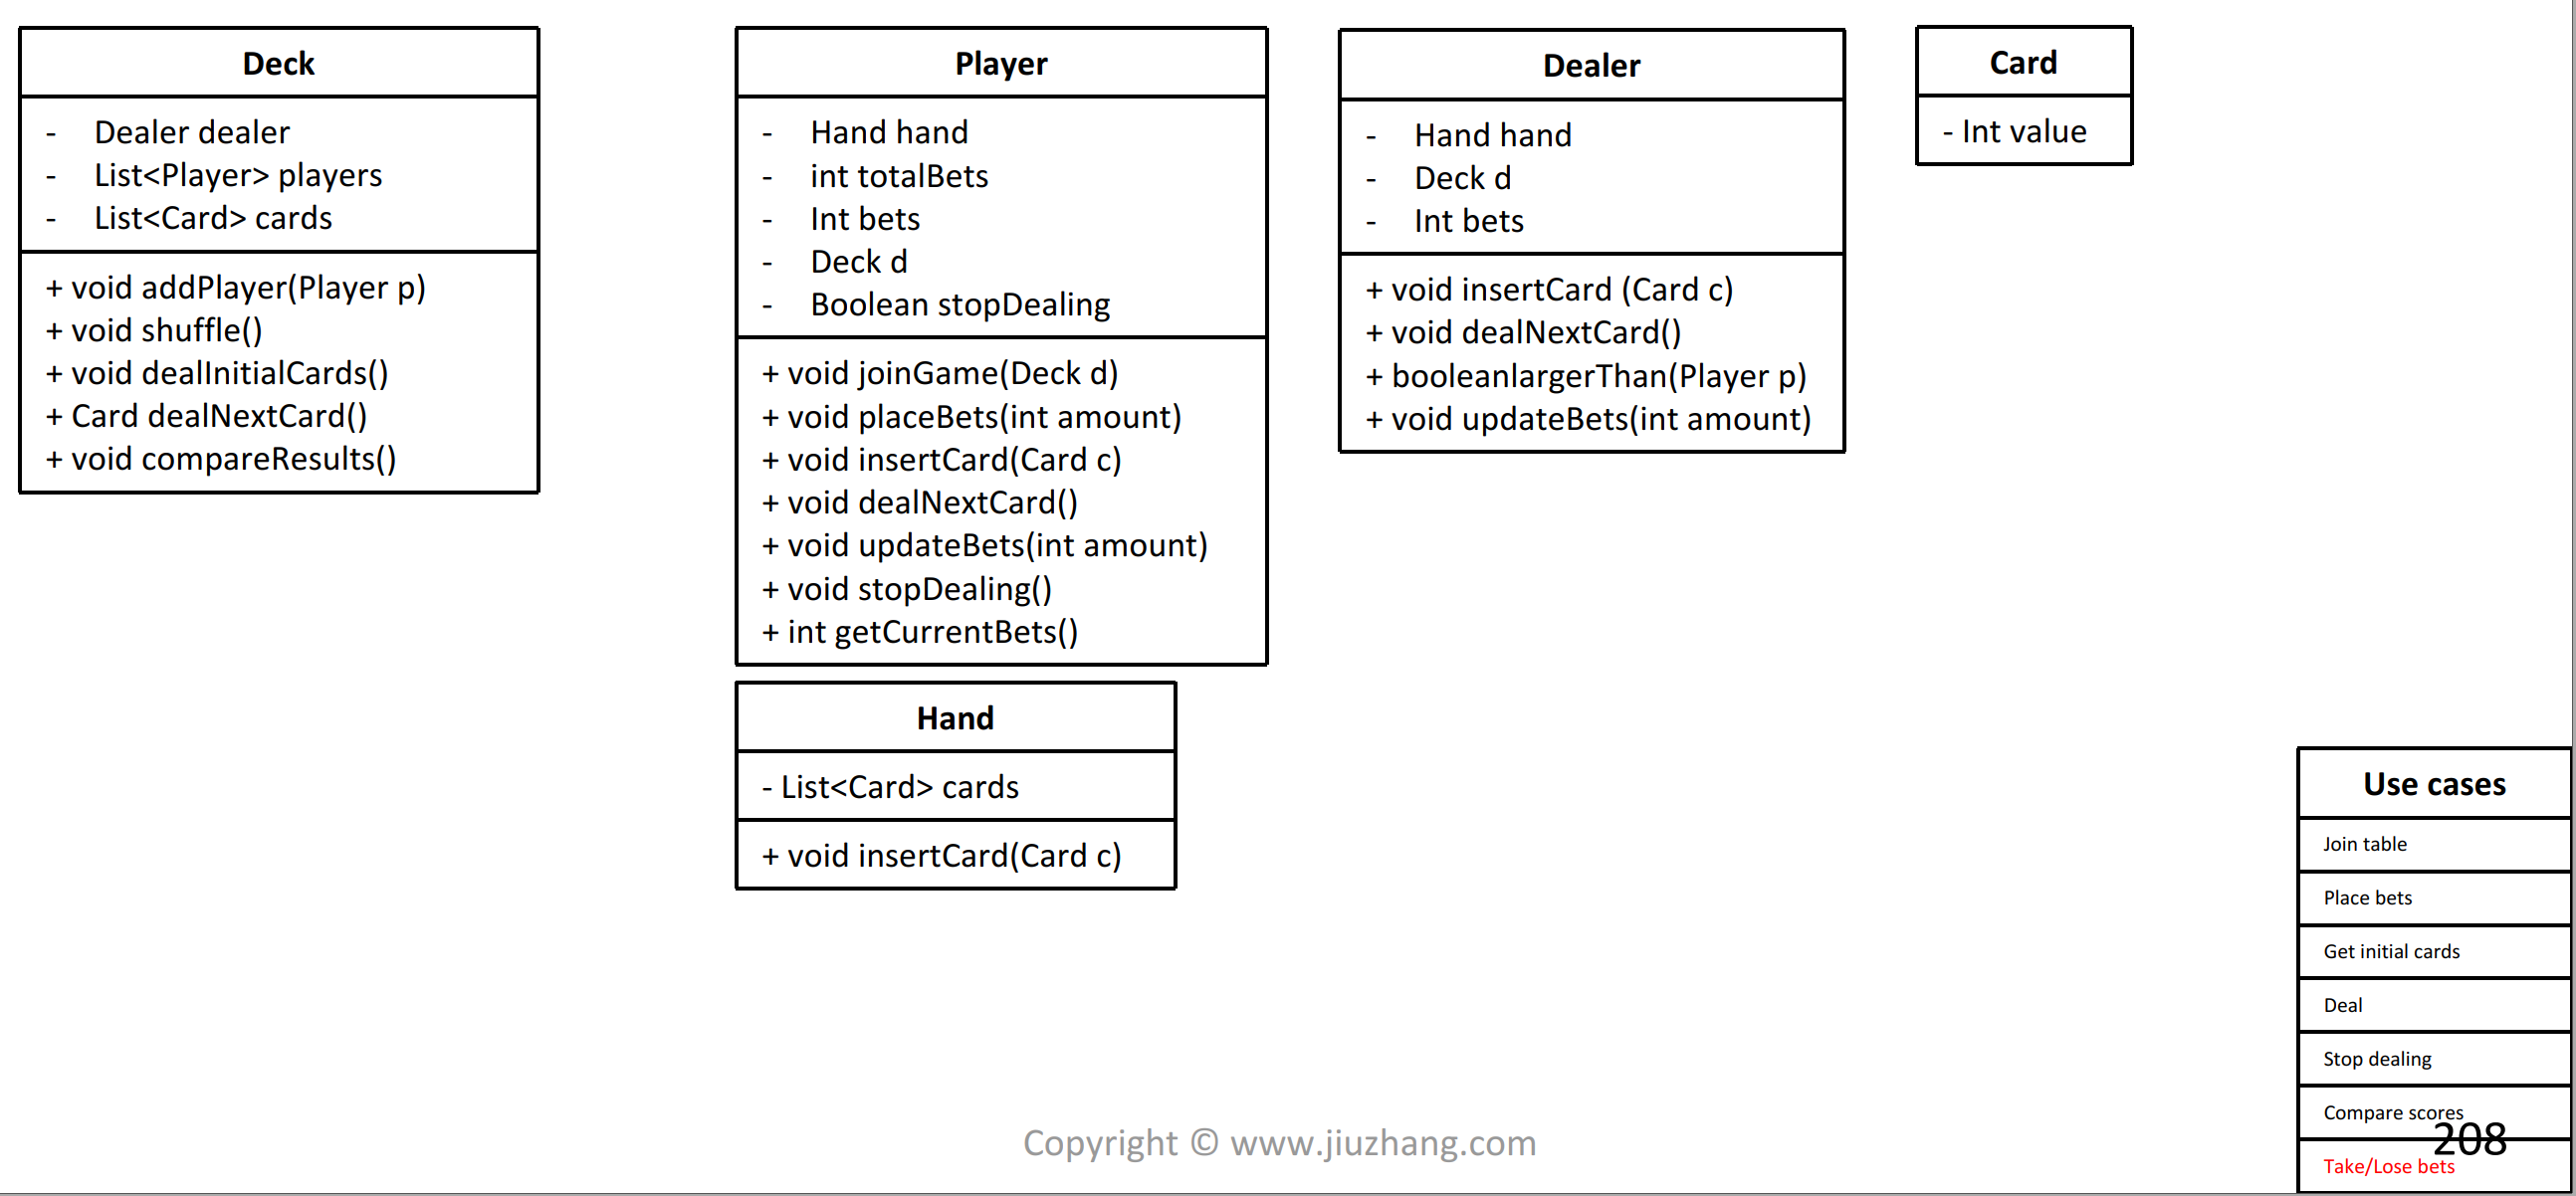 Deck
- Dealer dealer
- List<Player> players
- List<Card> cards
+ void addPlayer(Player p)
+ void shuffle()
+ void dealInitialCards()
+ Card dealNextCard()
+ void compareResults()
Player
- Hand hand
- int totalBets
- Int bets
- Deck d
- Boolean stopDealing
+ void joinGame(Deck d)
+ void placeBets(int amount)
+ void insertCard(Card c)
+ void dealNextCard()
+ void updateBets(int amount)
+ void stopDealing()
+ int getCurrentBets()
Dealer
- Hand hand
- Deck d
- Int bets
+ void insertCard (Card c)
+ void dealNextCard()
+ booleanlargerThan(Player p)
+ void updateBets(int amount)
Card
- Int value
Hand
- List<Card> cards
+ void insertCard(Card c)
Use cases
Join table
Place bets
Get initial cards
Deal
Stop dealing
Compare scores
Take/Lose bets
Copyright © www.jiuzhang.com
208